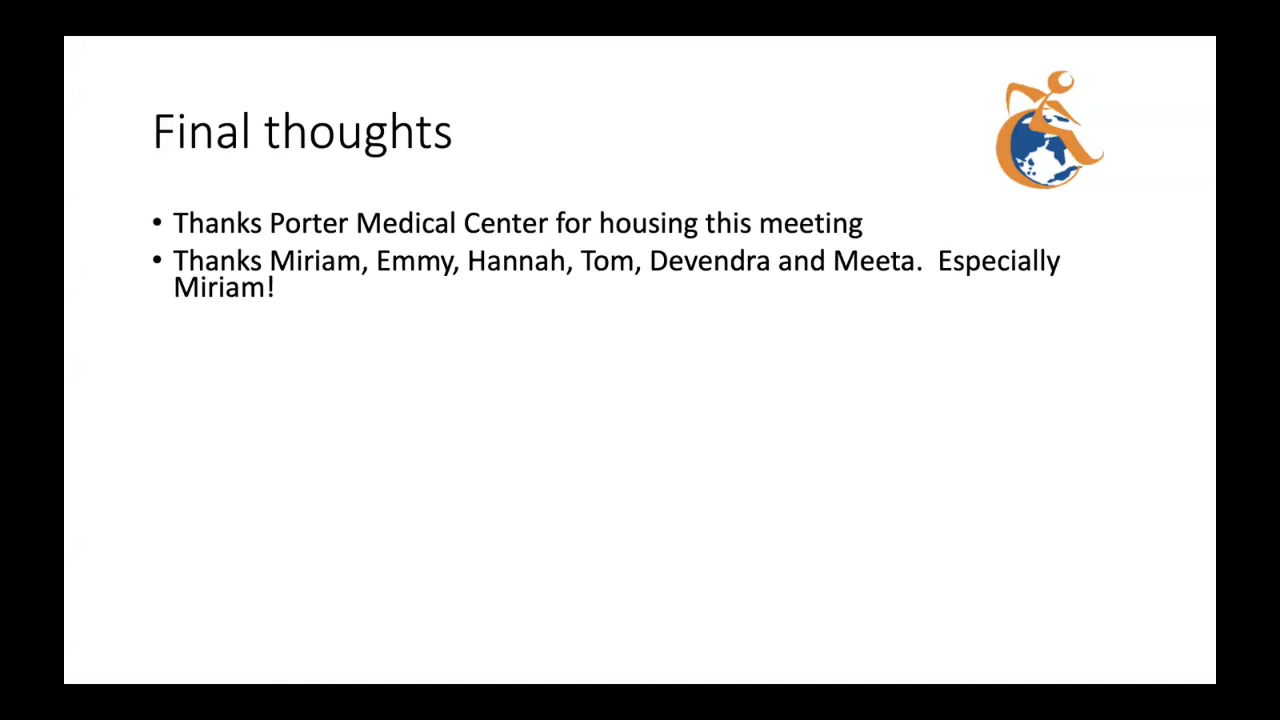 Final thoughts
• Thanks Porter Medical Center for housing this meeting
• Thanks Miriam, Emmy, Hannah, Tom, Devendra and Meeta.  Especially
Miriam!